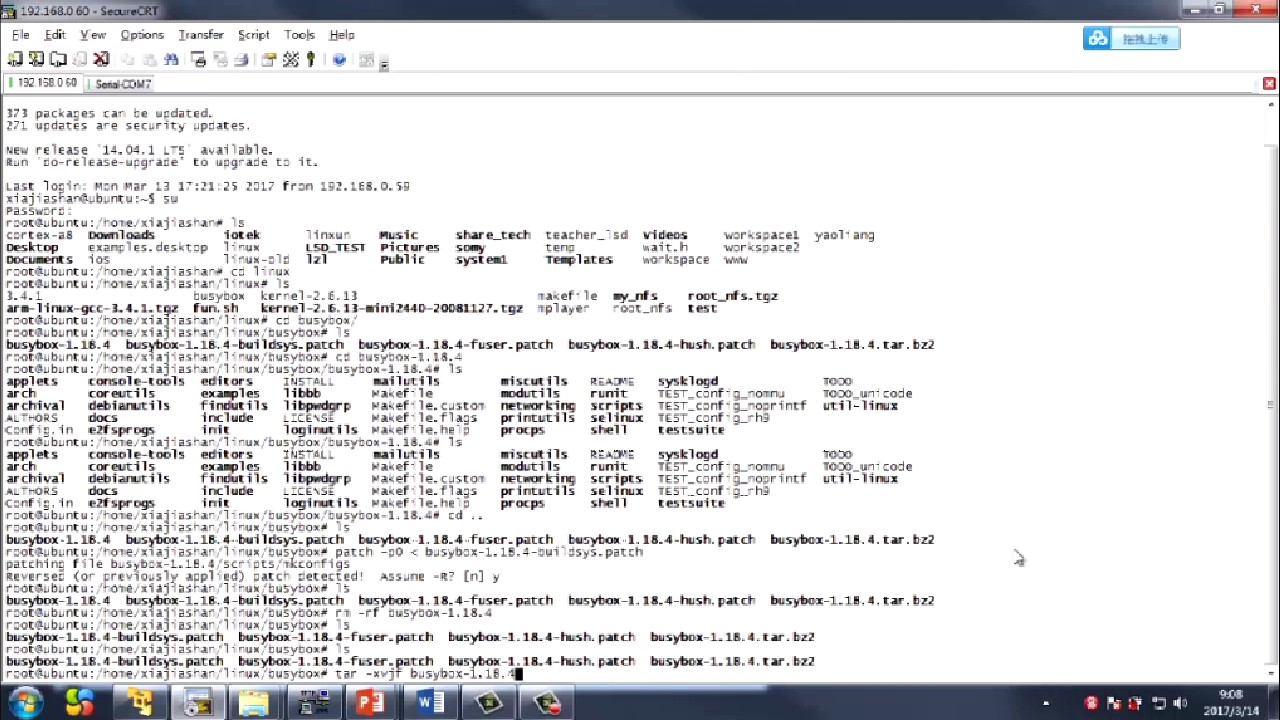 192.168.0.60 - SecureCRT
File Edit View Options Transfer Script Tools Help
拖拽上传
192.168.0.60 Serial-COM7
373 packages can be updated.
271 updates are security updates.
New release '14.04.1 LTS' available.
Run 'do-release-upgrade' to upgrade to it.
Last login: Mon Mar 13 17:21:25 2017 from 192.168.0.59
xiajiashan@ubuntu:~$ su
Password:
root@ubuntu:/home/xiajiashan# ls
cortex-a8 Downloads iotek linxun Music share_tech teacher_lsd videos workspace1 yaoliang
Desktop examples.desktop linux LSD_TEST Pictures somy temp wait.h workspace2
Documents ios linux-old lzl Public system1 Templates workspace www
root@ubuntu:/home/xiajiashan# cd linux
root@ubuntu:/home/xiajiashan/linux# ls
3.4.1 busybox kernel-2.6.13 makefile my_nfs root_nfs.tgz
arm-linux-gcc-3.4.1.tgz fun.sh kernel-2.6.13-mini2440-20081127.tgz mplayer root_nfs test
root@ubuntu:/home/xiajiashan/linux# cd busybox/
root@ubuntu:/home/xiajiashan/linux/busybox# ls
busybox-1.18.4 busybox-1.18.4-buildsys.patch busybox-1.18.4-fuser.patch busybox-1.18.4-hush.patch busybox-1.18.4.tar.bz2
root@ubuntu:/home/xiajiashan/linux/busybox# cd busybox-1.18.4
root@ubuntu:/home/xiajiashan/linux/busybox/busybox-1.18.4# ls
applets console-tools editors INSTALL mailutils miscutils README sysklogd TODO
arch coreutils examples libbb Makefile modutils runit TEST_config_nommu TODO_unicode
archival debianutils findutils libpwdgrp Makefile.custom networking scripts TEST_config_noprintf util-linux
AUTHORS docs include LICENSE Makefile.flags printutils selinux TEST_config_rh9
Config.in e2fsprogs init loginutils Makefile.help procps shell testsuite
root@ubuntu:/home/xiajiashan/linux/busybox/busybox-1.18.4# ls
applets console-tools editors INSTALL mailutils miscutils README sysklogd TODO
arch coreutils examples libbb Makefile modutils runit TEST_config_nommu TODO_unicode
archival debianutils findutils libpwdgrp Makefile.custom networking scripts TEST_config_noprintf util-linux
AUTHORS docs include LICENSE Makefile.flags printutils selinux TEST_config_rh9
Config.in e2fsprogs init loginutils Makefile.help procps shell testsuite
root@ubuntu:/home/xiajiashan/linux/busybox/busybox-1.18.4# cd ..
root@ubuntu:/home/xiajiashan/linux/busybox# ls
busybox-1.18.4 busybox-1.18.4-buildsys.patch busybox-1.18.4-fuser.patch busybox-1.18.4-hush.patch busybox-1.18.4.tar.bz2
root@ubuntu:/home/xiajiashan/linux/busybox# patch -p0 < busybox-1.18.4-buildsys.patch
patching file busybox-1.18.4/scripts/mkconfigs
Reversed (or previously applied) patch detected! Assume -R? [n] y
root@ubuntu:/home/xiajiashan/linux/busybox# ls
busybox-1.18.4 busybox-1.18.4-buildsys.patch busybox-1.18.4-fuser.patch busybox-1.18.4-hush.patch busybox-1.18.4.tar.bz2
root@ubuntu:/home/xiajiashan/linux/busybox# rm -rf busybox-1.18.4
root@ubuntu:/home/xiajiashan/linux/busybox# ls
busybox-1.18.4-buildsys.patch busybox-1.18.4-fuser.patch busybox-1.18.4-hush.patch busybox-1.18.4.tar.bz2
root@ubuntu:/home/xiajiashan/linux/busybox# ls
busybox-1.18.4-buildsys.patch busybox-1.18.4-fuser.patch busybox-1.18.4-hush.patch busybox-1.18.4.tar.bz2
root@ubuntu:/home/xiajiashan/linux/busybox# tar -xvjf busybox-1.18.4
9:08
2017/3/14